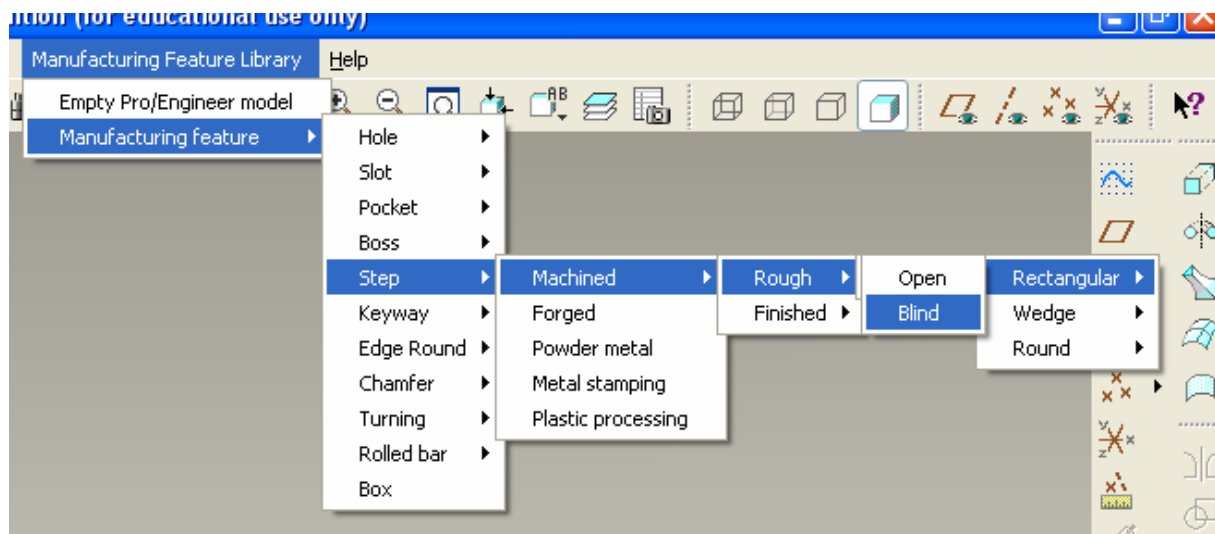 ition (for educational use only)
Manufacturing Feature Library Help
Empty Pro/Engineer model
Manufacturing feature
Hole
Slot
Pocket
Boss
Step
Keyway
Edge Round
Chamfer
Turning
Rolled bar
Box
Machined
Forged
Powder metal
Metal stamping
Plastic processing
Rough
Finished
Open
Blind
Rectangular
Wedge
Round